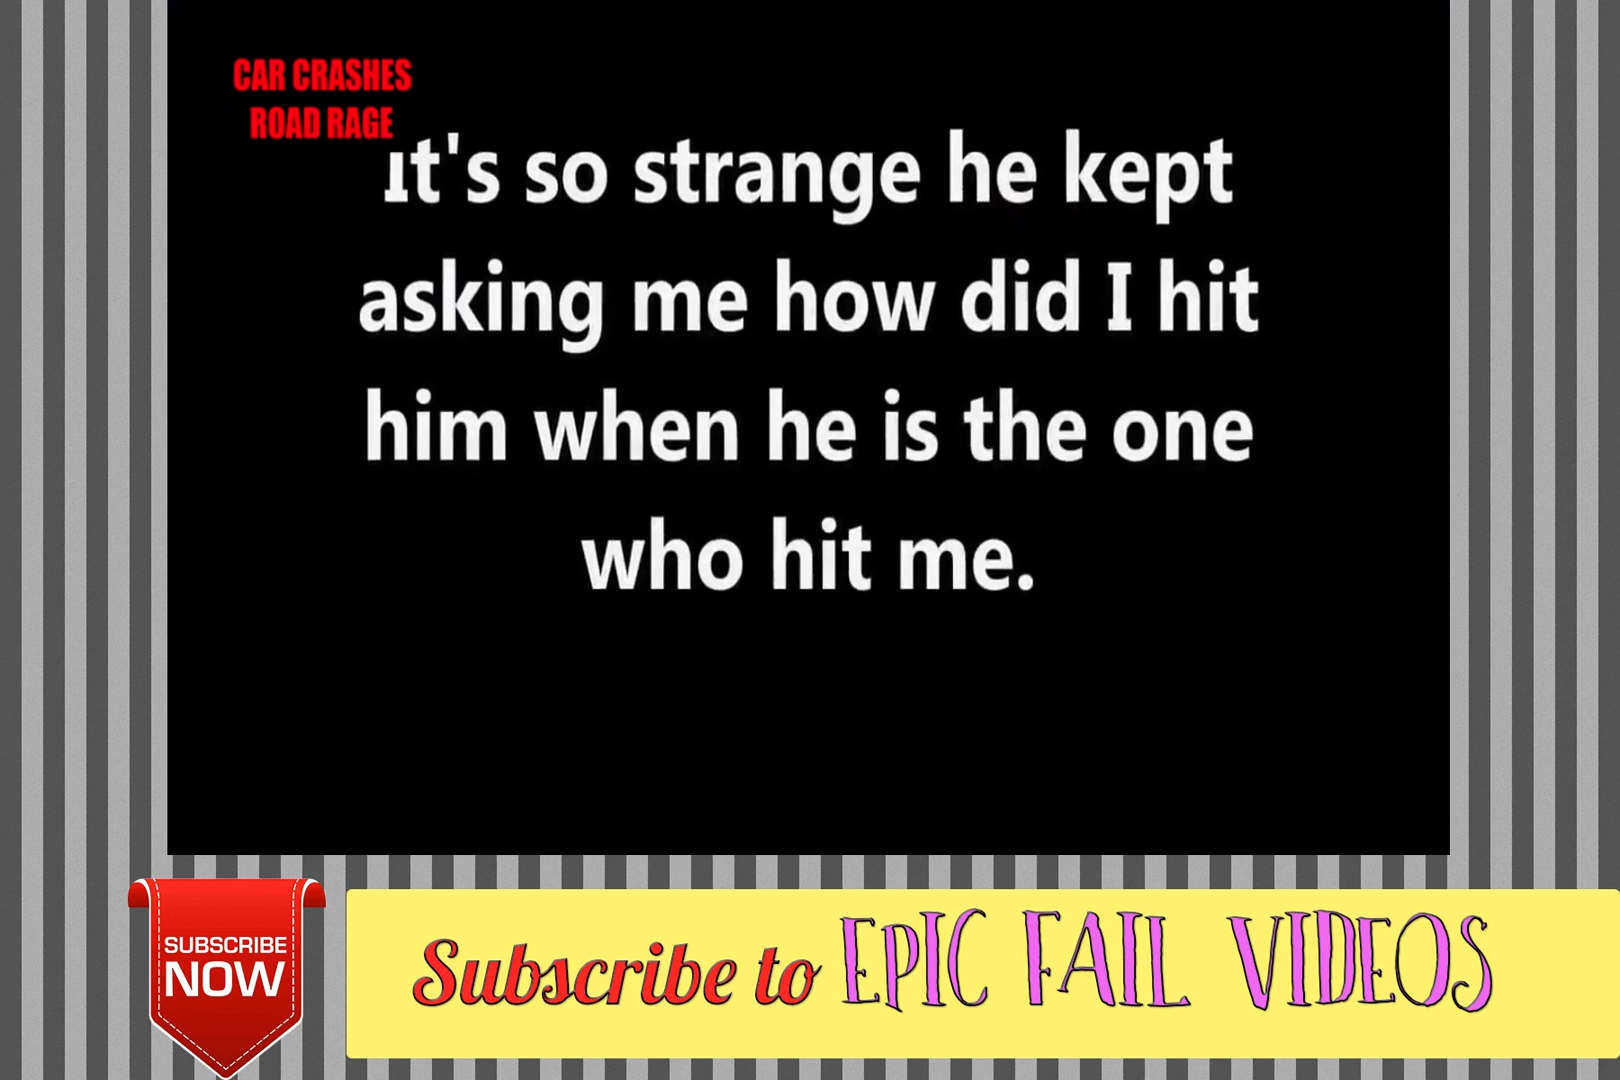 CAR CRASHES
ROAD RAGE
It's so strange he kept
asking me how did I hit
him when he is the one
who hit me.
SUBSCRIBE
NOW
Subscribe to EPIC FAIL VIDEOS